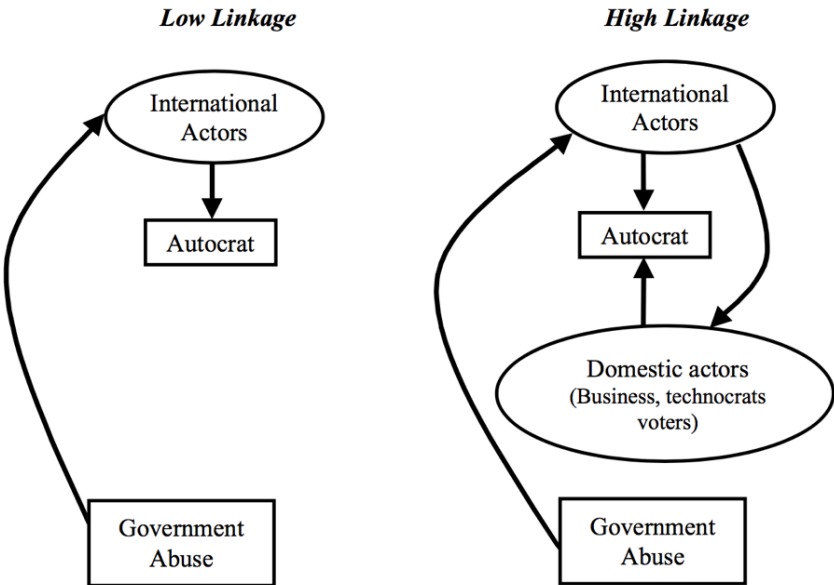 Low Linkage
International
Actors
Autocrat
Government
Abuse
High Linkage
International
Actors
Autocrat
Domestic actors
(Business, technocrats
voters)
Government
Abuse